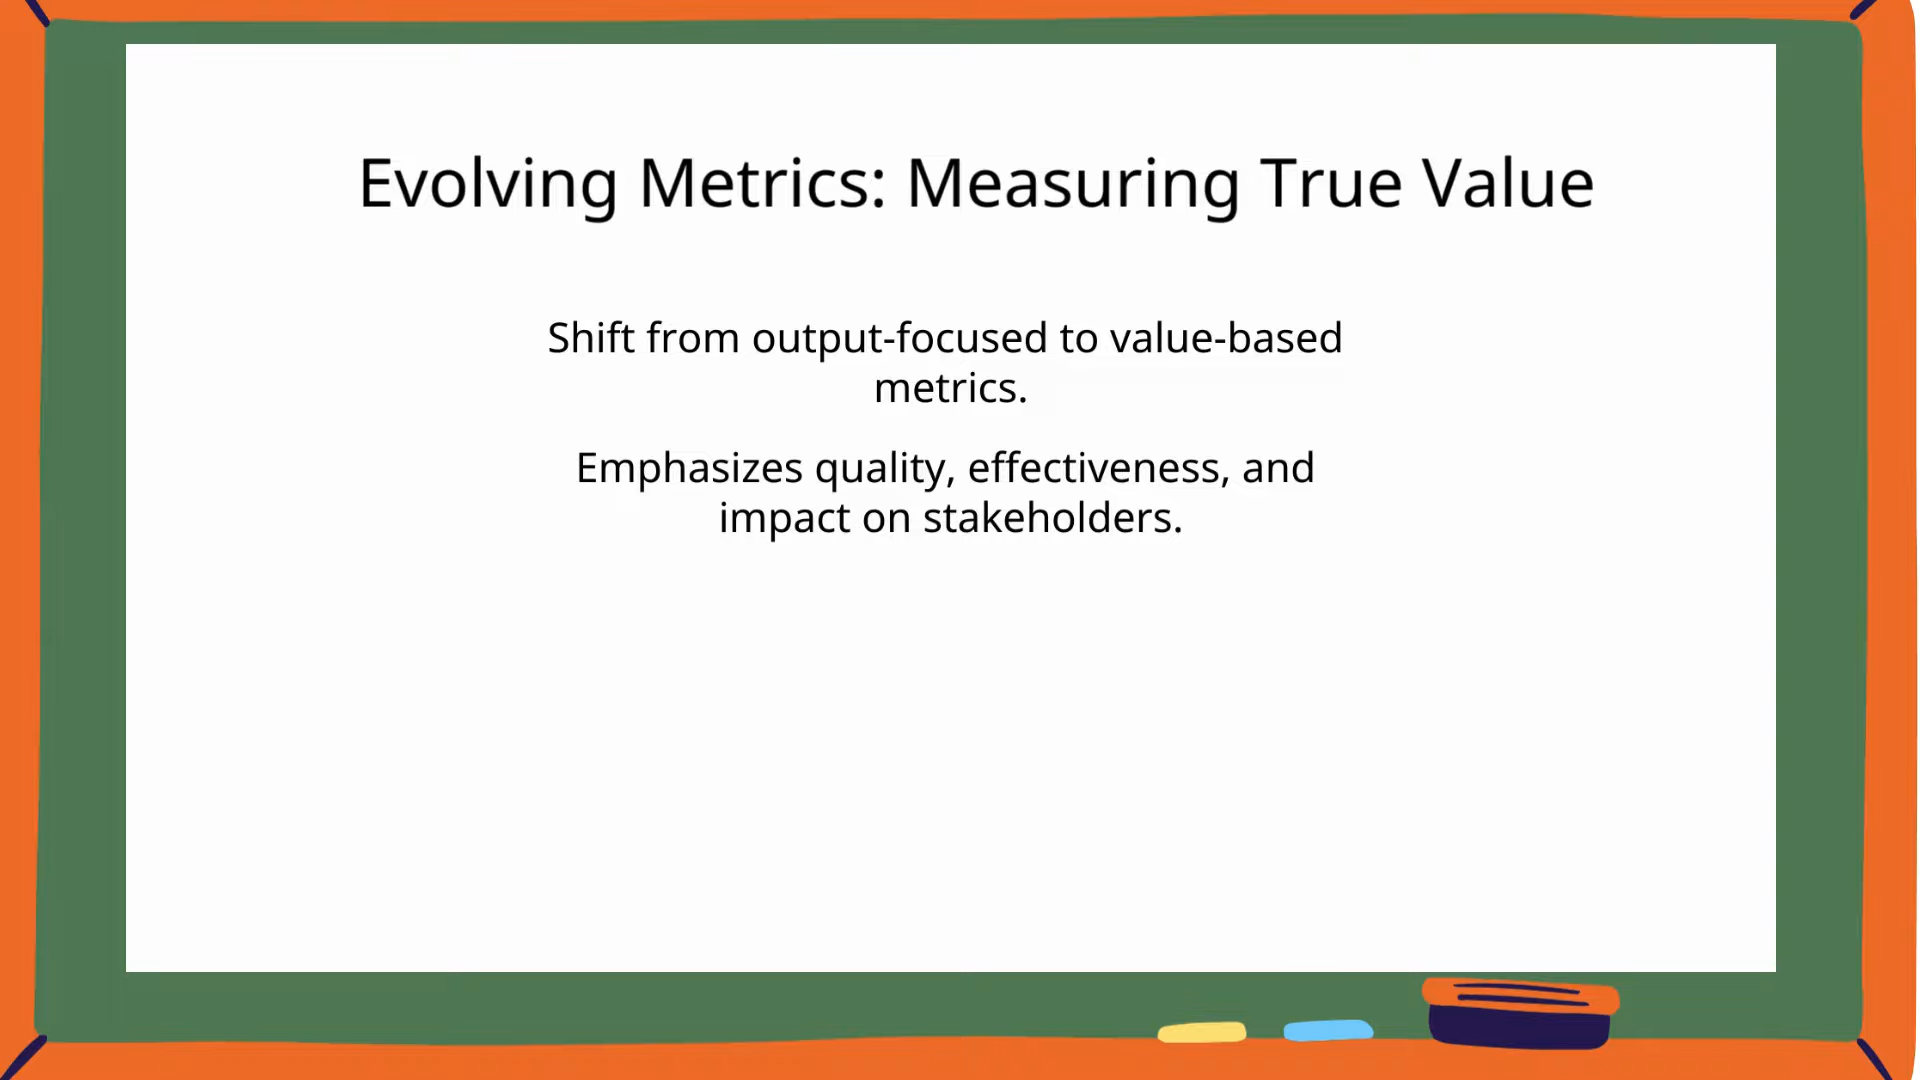 Evolving Metrics: Measuring True Value
Shift from output-focused to value-based
metrics.
Emphasizes quality, effectiveness, and
impact on stakeholders.